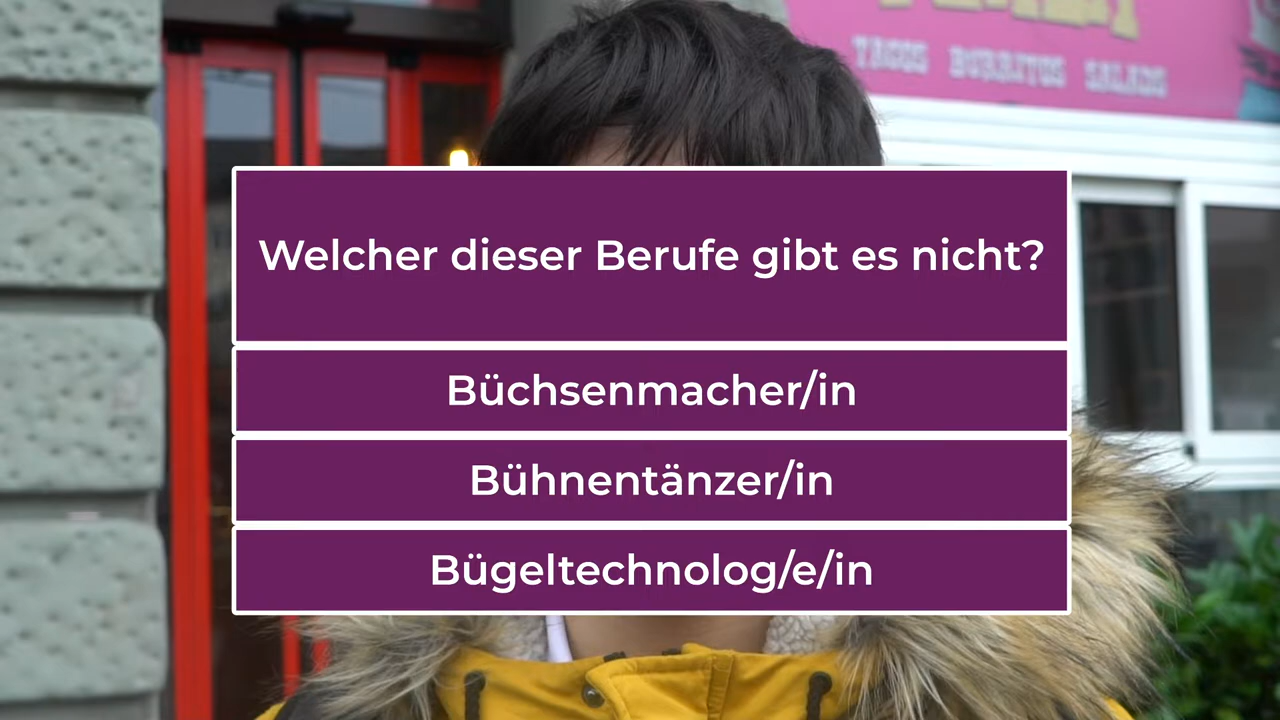 TACOS BURRITOS SALADS
Welcher dieser Berufe gibt es nicht?
Büchsenmacher/in
Bühnentänzer/in
Bügeltechnolog/e/in